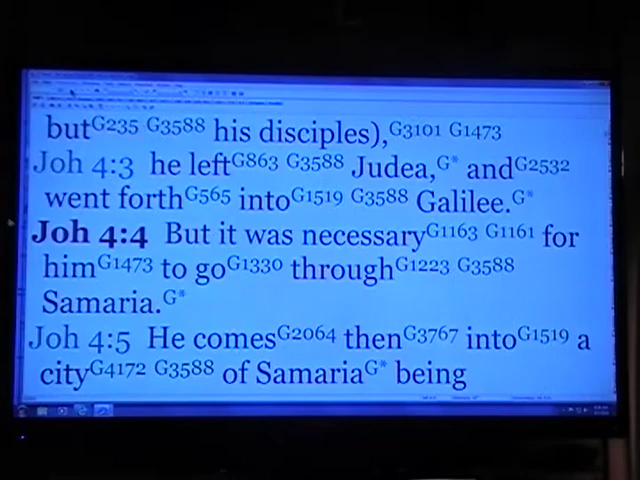 but G235 G3588 his disciples), G3101 G1473
Joh 4:3 he left G863 G3588 Judea, G* and G2532
went forth G565 into G1519 G3588 Galilee. G*
Joh 4:4 But it was necessary G1163 G1161 for
him G1473 to go G1330 through G1223 G3588
Samaria. G*
Joh 4:5 He comes G2064 then G3767 into G1519 a
city G4172 G3588 of Samaria G* being